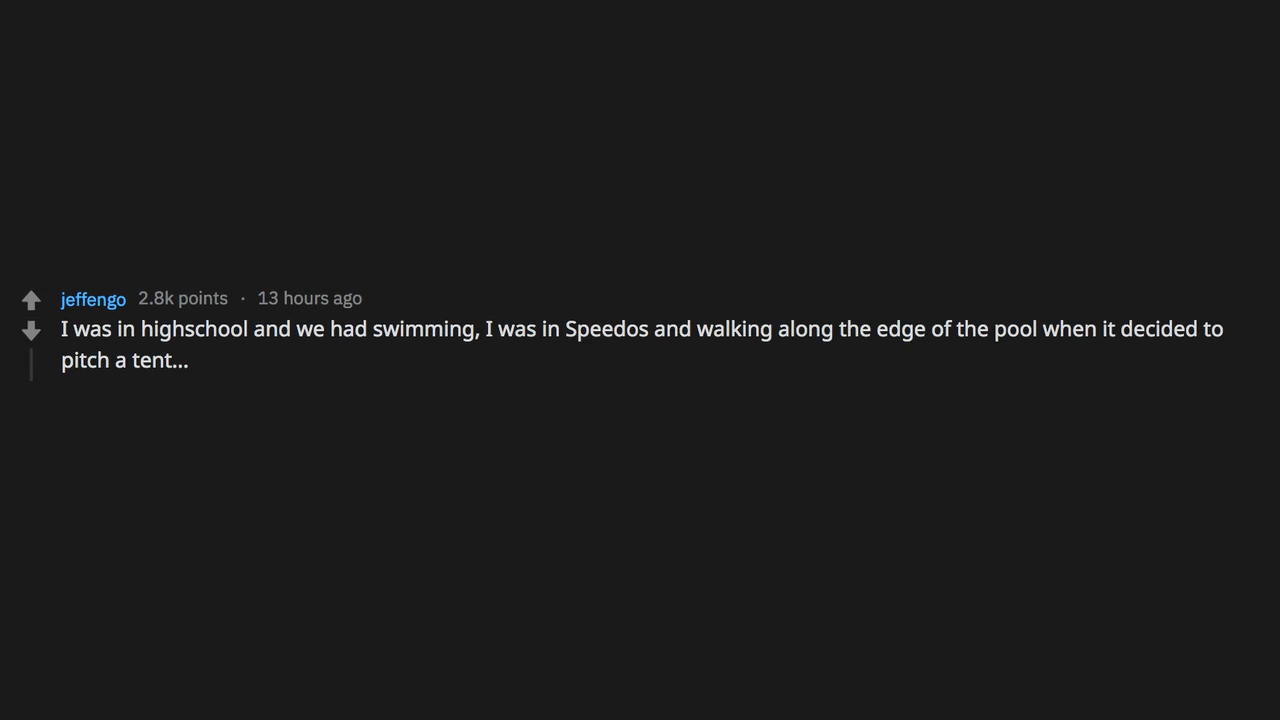 jeffengo 2.8k points · 13 hours ago
I was in highschool and we had swimming, I was in Speedos and walking along the edge of the pool when it decided to
pitch a tent...